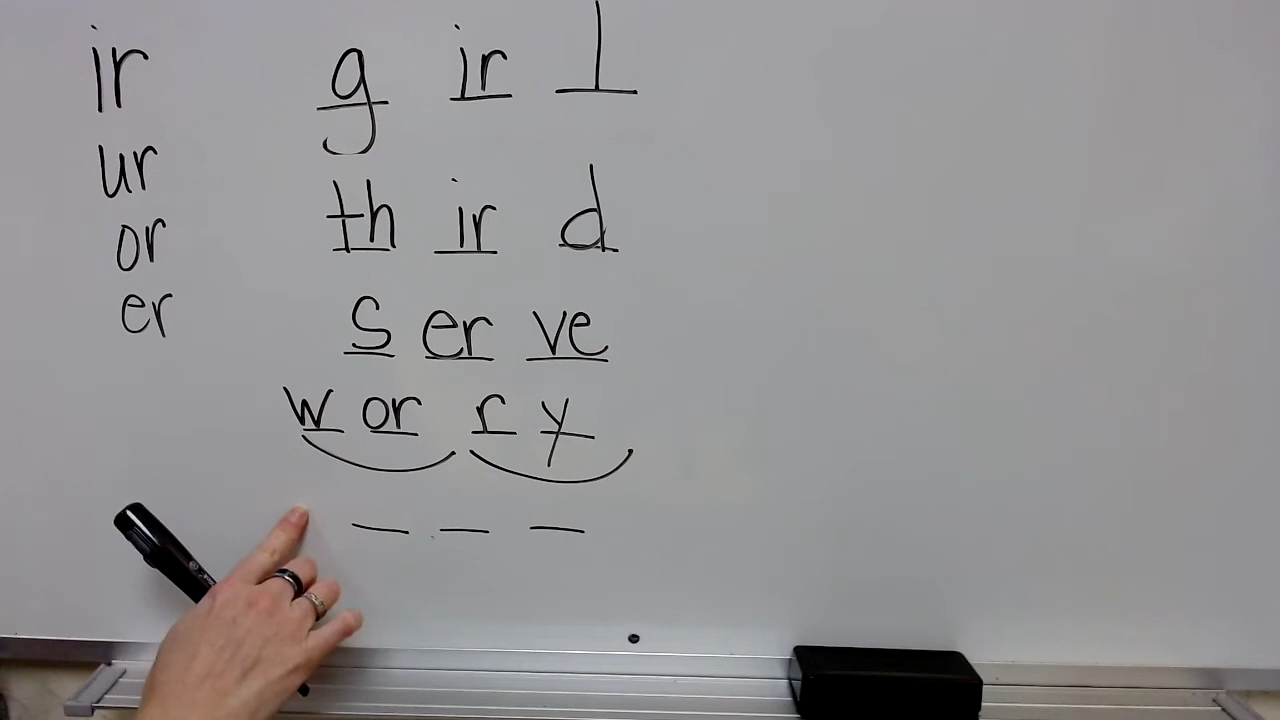 ir
ur
or
er
g ir l
th ir d
s er ve
w or r y